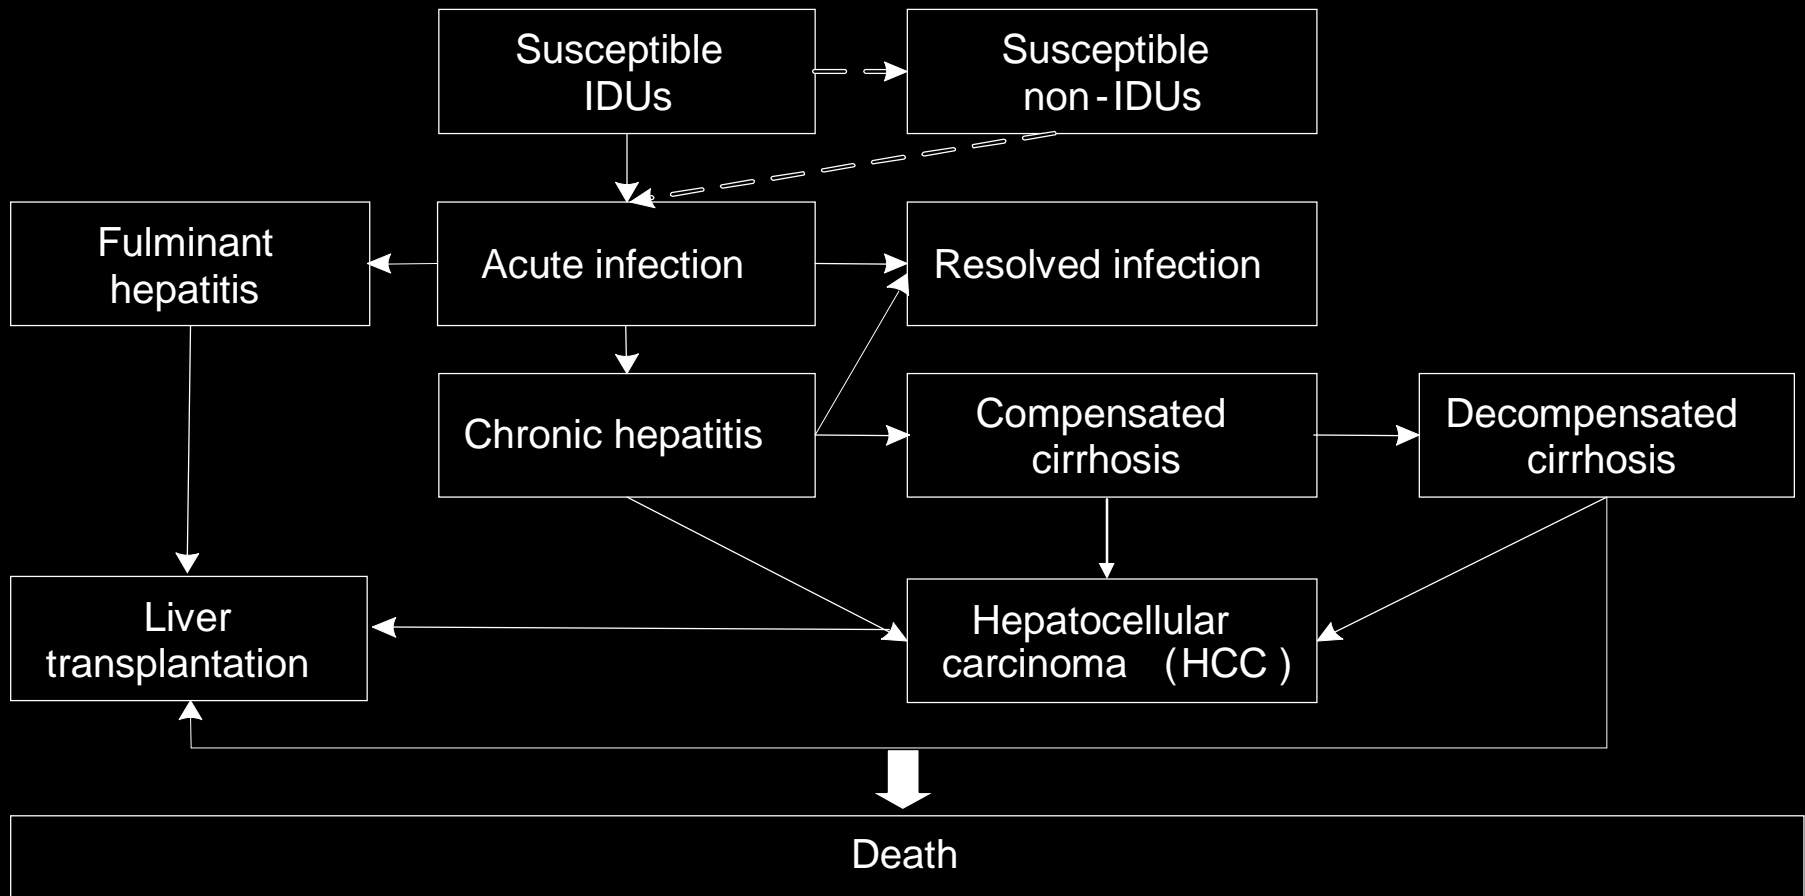 Susceptible
IDUs
Susceptible
non-IDUs
Fulminant
hepatitis
Acute infection
Resolved infection
Chronic hepatitis
Compensated
cirrhosis
Decompensated
cirrhosis
Liver
transplantation
Hepatocellular
carcinoma (HCC)
Death